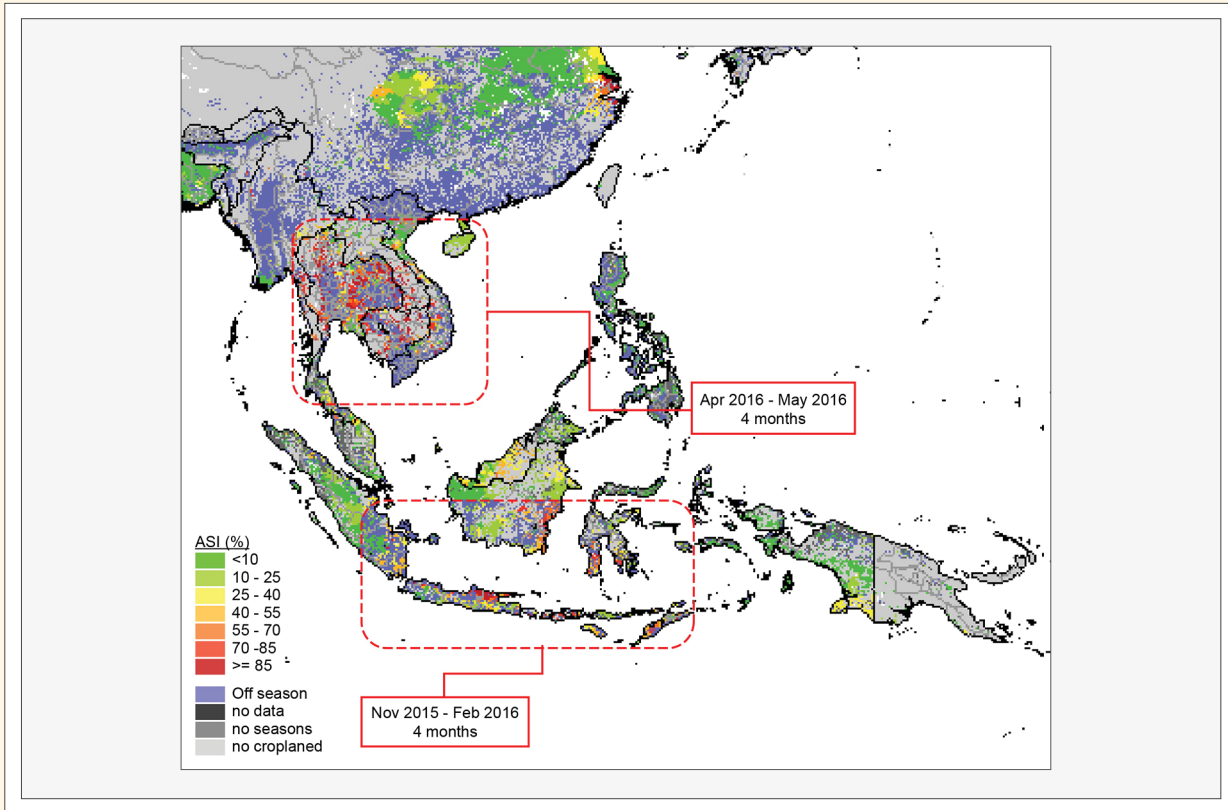 Apr 2016 - May 2016
4 months
ASI (%)
<10
10 - 25
25 - 40
40 - 55
55 - 70
70 -85
>= 85
Off season
no data
no seasons
no croplaned
Nov 2015 - Feb 2016
4 months